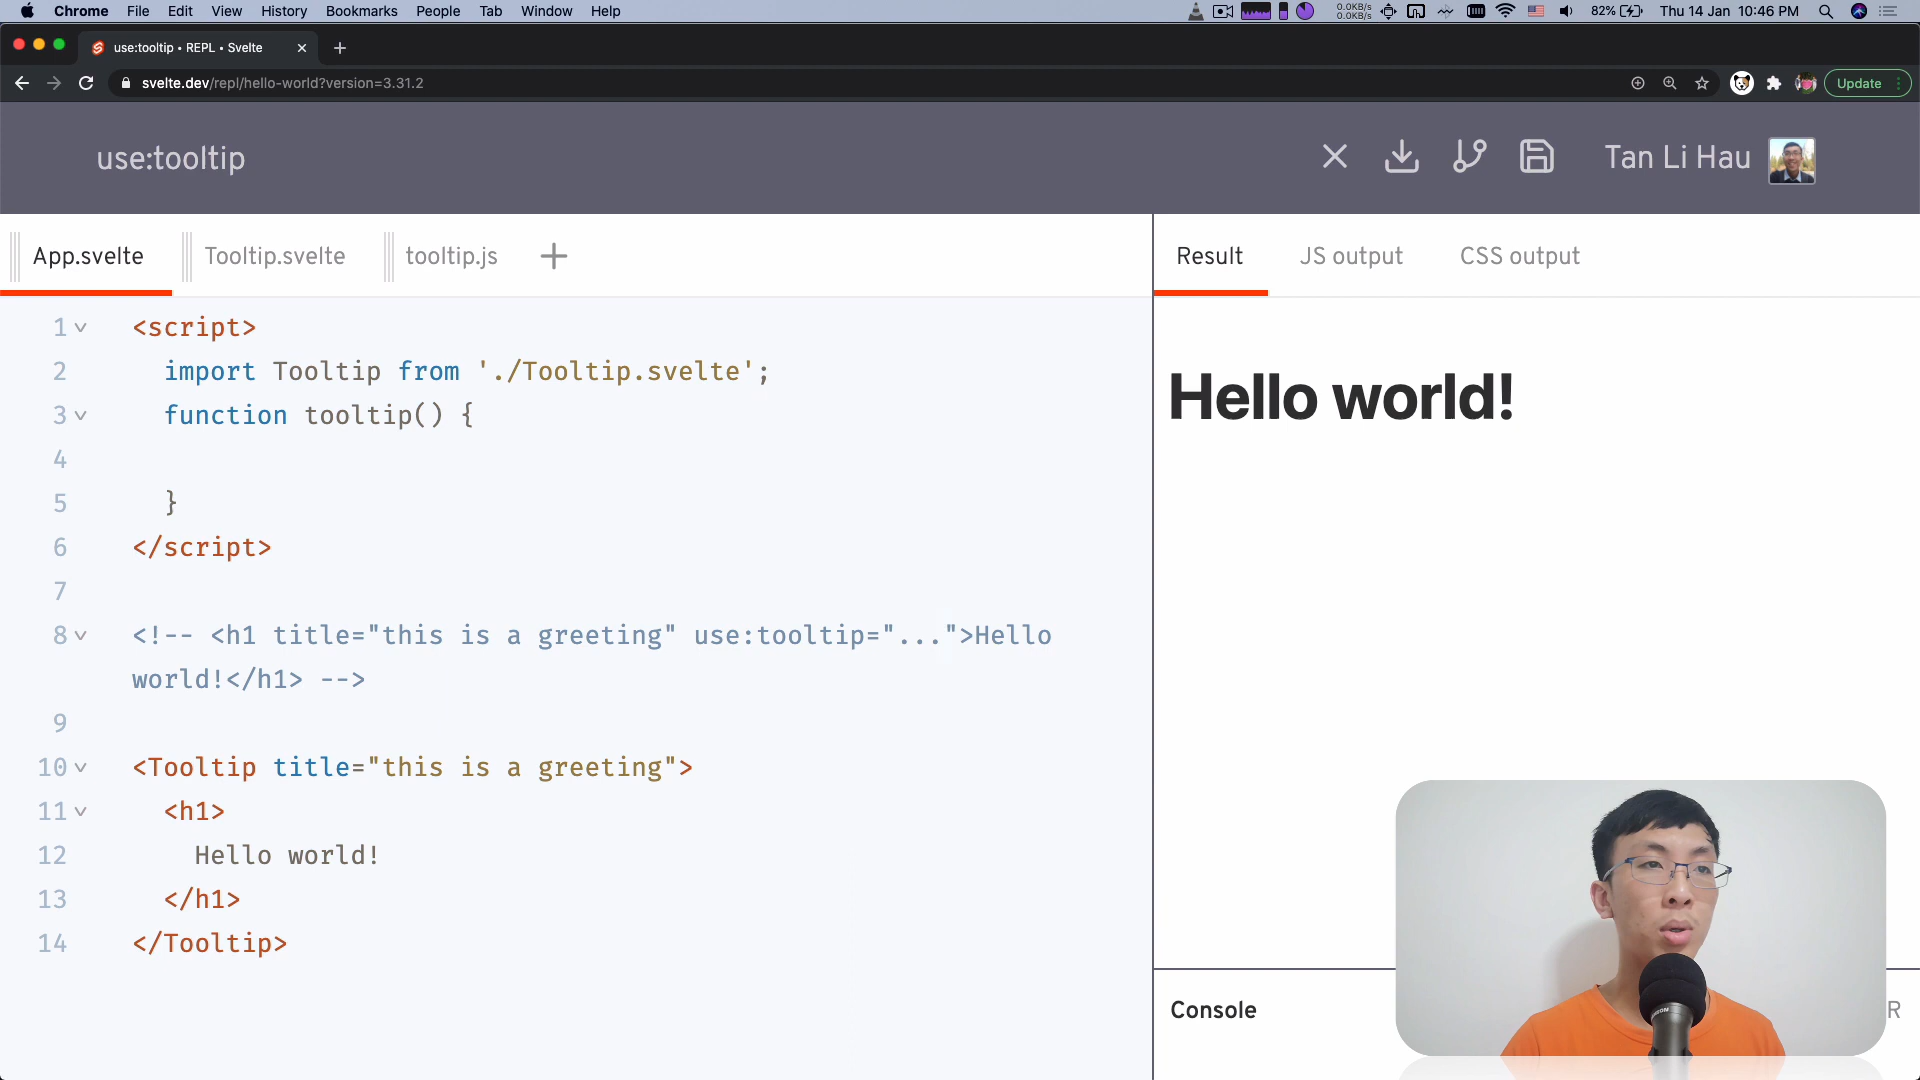 Chrome File Edit View History Bookmarks People Tab Window Help 0.0KB/s 0.0KB/s 82% Thu 14 Jan 10:46 PM
use:tooltip • REPL • Svelte
svelte.dev/repl/hello-world?version=3.31.2 Update
use:tooltip Tan Li Hau
App.svelte Tooltip.svelte tooltip.js Result JS output CSS output
1 <script>
2 import Tooltip from './Tooltip.svelte';
3 function tooltip() {
4
5 }
6 </script>
7
8 <!-- <h1 title="this is a greeting" use:tooltip="...">Hello
world!</h1> -->
9
10 <Tooltip title="this is a greeting">
11 <h1>
12 Hello world!
13 </h1>
14 </Tooltip>
Hello world!
Console R